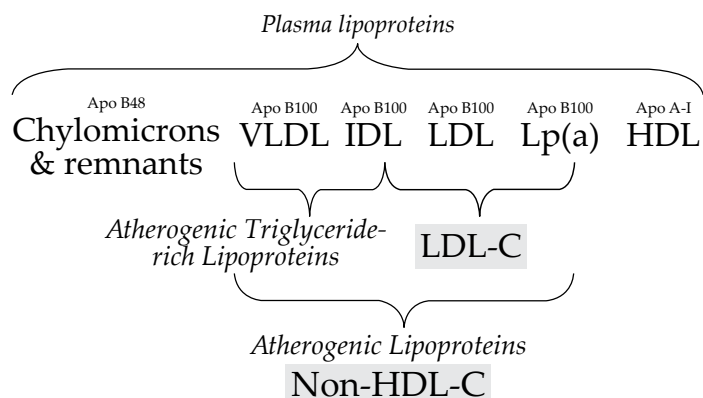 Plasma lipoproteins
Apo B48 Apo B100 Apo B100 Apo B100 Apo B100 Apo A-I
Chylomicrons VLDL IDL LDL Lp(a) HDL
& remnants
Atherogenic Triglyceride-
rich Lipoproteins
LDL-C
Atherogenic Lipoproteins
Non-HDL-C